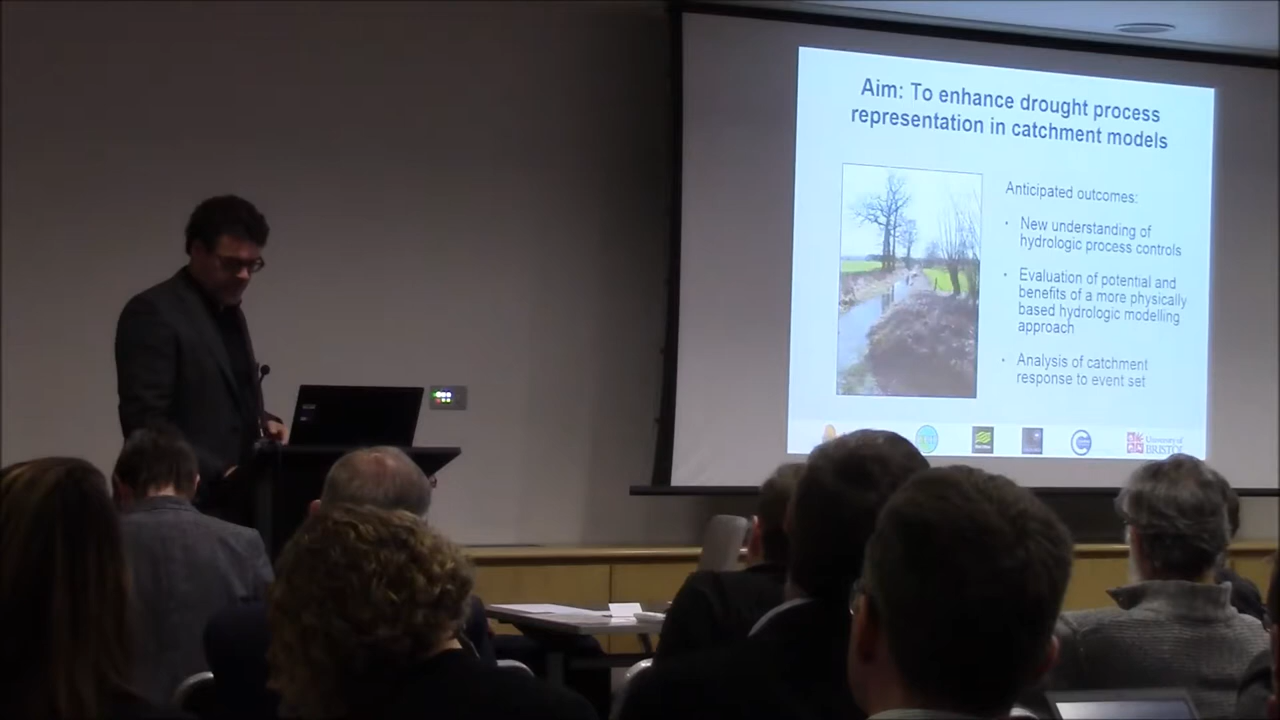 Aim: To enhance drought process
representation in catchment models
Anticipated outcomes:
New understanding of
hydrologic process controls
Evaluation of potential and
benefits of a more physically
based hydrologic modelling
approach
Analysis of catchment
response to event set
University of
BRISTOL